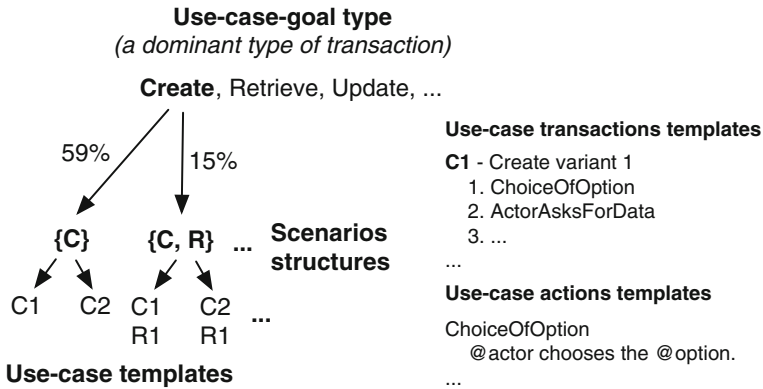 Use-case-goal type
(a dominant type of transaction)
Create, Retrieve, Update, ...
59%
15%
{C}
{C, R}
...
Scenarios
structures
C1
C2
C1
R1
C2
R1
...
Use-case templates
Use-case transactions templates
C1 - Create variant 1
1. ChoiceOfOption
2. ActorAsksForData
3. ...
...
Use-case actions templates
ChoiceOfOption
@actor chooses the @option.
...